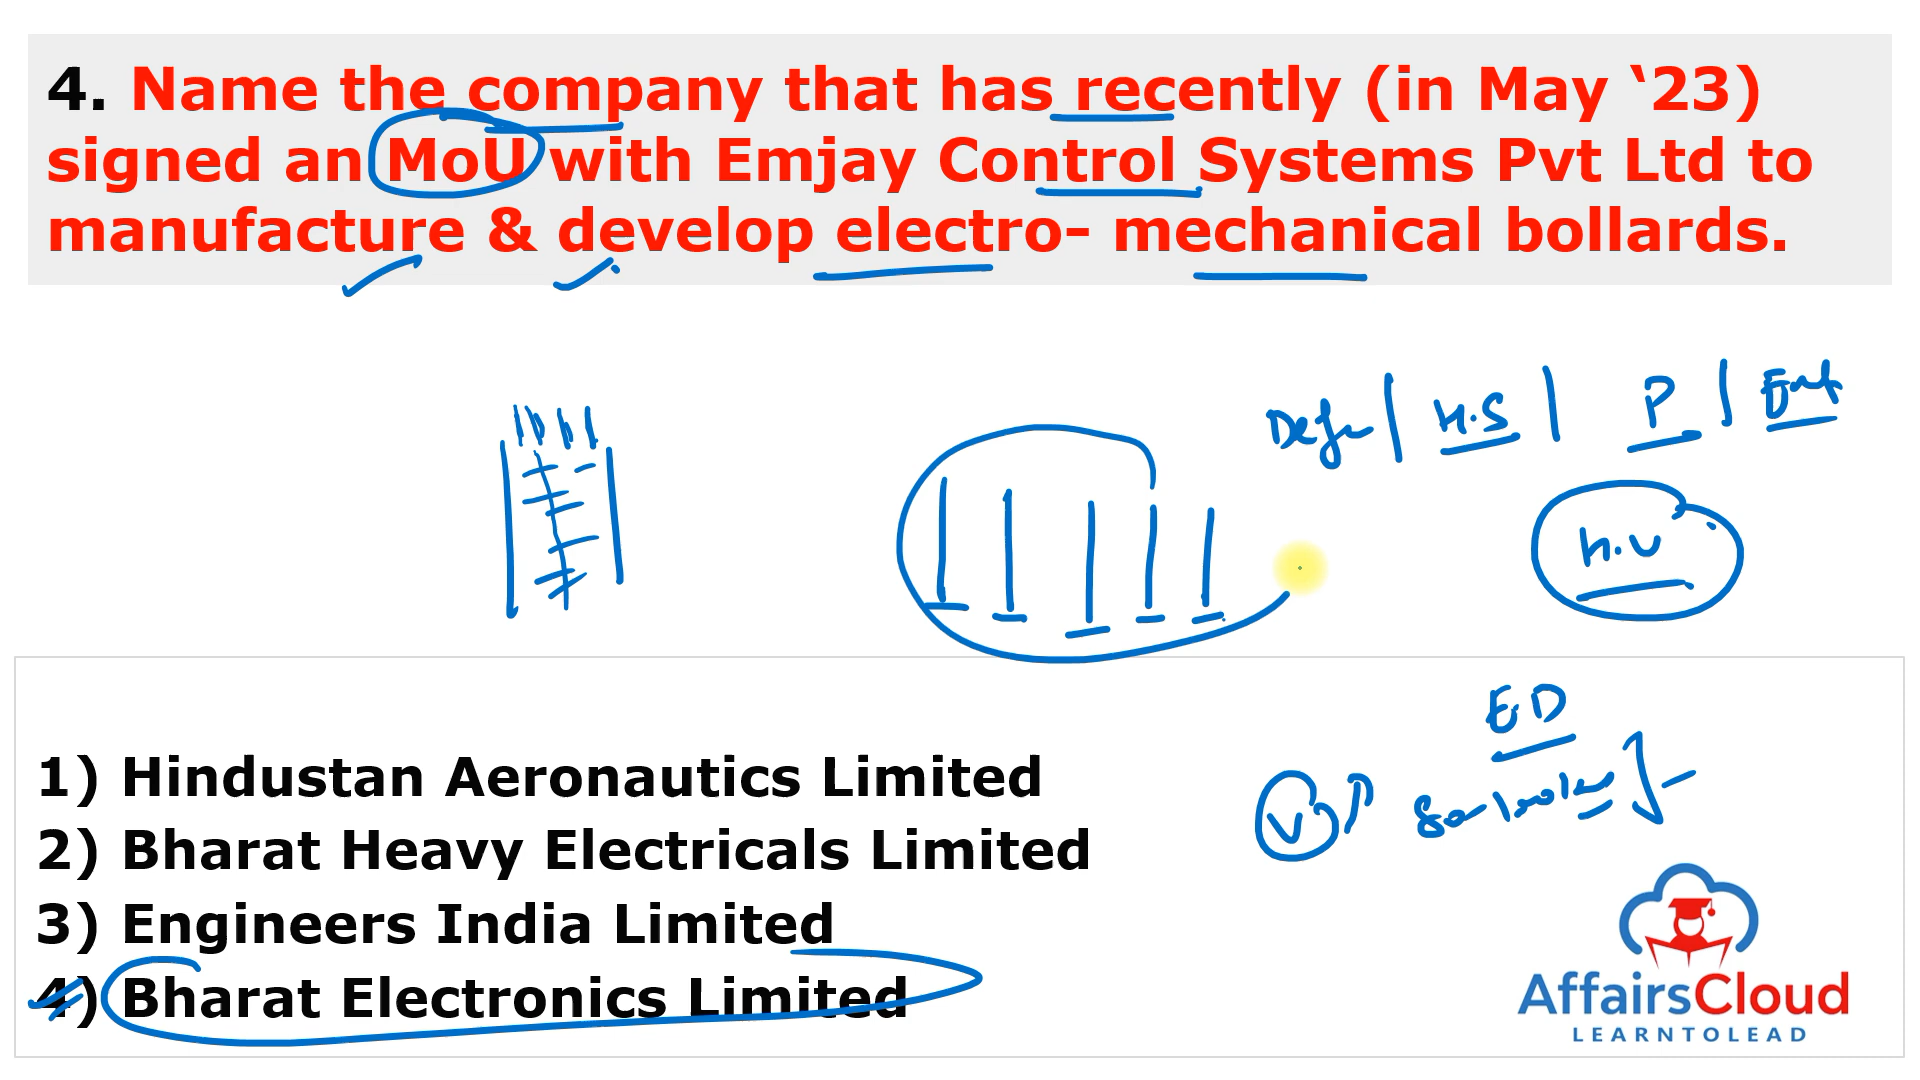 4. Name the company that has recently (in May ‘23)
signed an MoU with Emjay Control Systems Pvt Ltd to
manufacture & develop electro- mechanical bollards.
H.S | P |
h.v
ED
V
1) Hindustan Aeronautics Limited
2) Bharat Heavy Electricals Limited
3) Engineers India Limited
4) Bharat Electronics Limited
AffairsCloud
LEARNTOLEAD